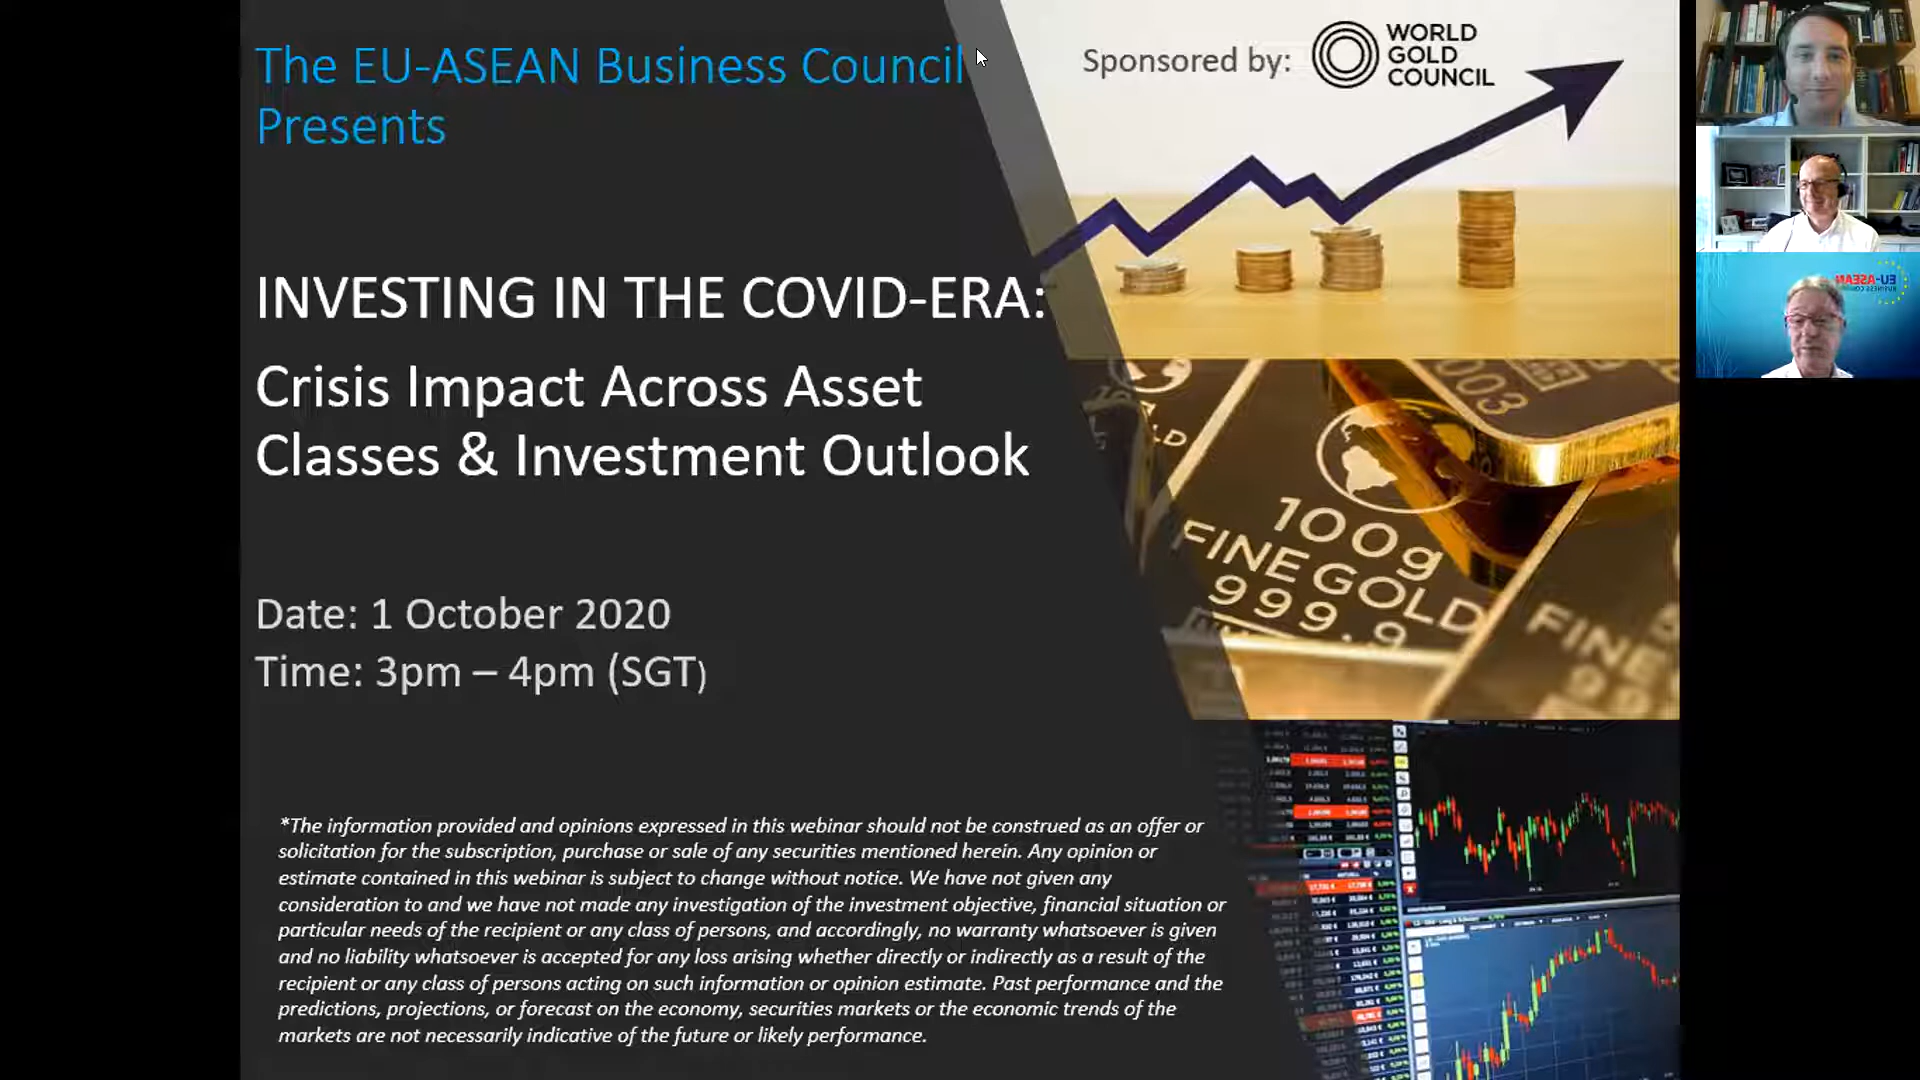 The EU-ASEAN Business Council
Presents
Sponsored by:
WORLD
GOLD
COUNCIL
INVESTING IN THE COVID-ERA:
Crisis Impact Across Asset
Classes & Investment Outlook
Date: 1 October 2020
Time: 3pm – 4pm (SGT)
100g
FINE GOLD
999.9
FINE
EU-ASEAN
*The information provided and opinions expressed in this webinar should not be construed as an offer or
solicitation for the subscription, purchase or sale of any securities mentioned herein. Any opinion or
estimate contained in this webinar is subject to change without notice. We have not given any
consideration to and we have not made any investigation of the investment objective, financial situation or
particular needs of the recipient or any class of persons, and accordingly, no warranty whatsoever is given
and no liability whatsoever is accepted for any loss arising whether directly or indirectly as a result of the
recipient or any class of persons acting on such information or opinion estimate. Past performance and the
predictions, projections, or forecast on the economy, securities markets or the economic trends of the
markets are not necessarily indicative of the future or likely performance.